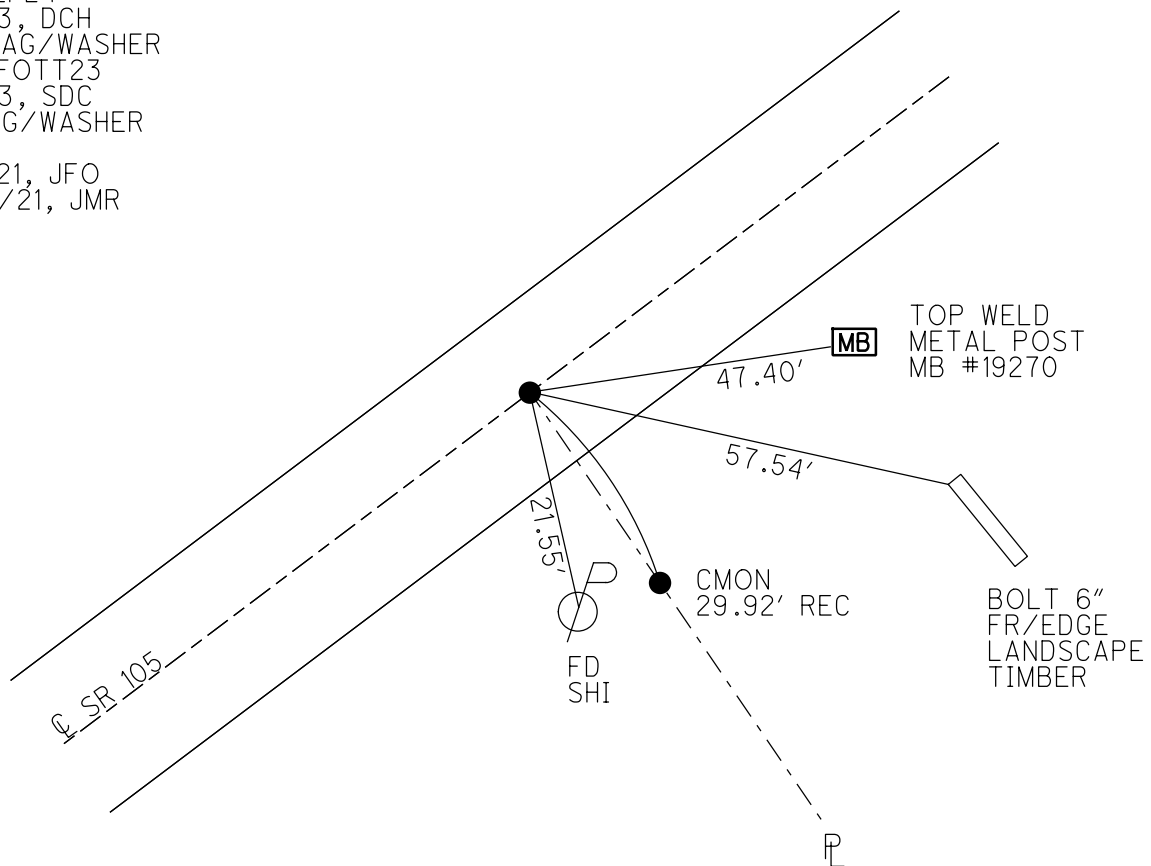 3, DCH
AG/WASHER
FOTT23
3, SDC
G/WASHER
21, JFO
/21, JMR
TOP WELD
METAL POST
MB #19270
MB
47.40'
57.54'
21.55'
CMON
29.92' REC
BOLT 6"
FR/EDGE
LANDSCAPE
TIMBER
FD
SHI
℄ SR 105
P
PL